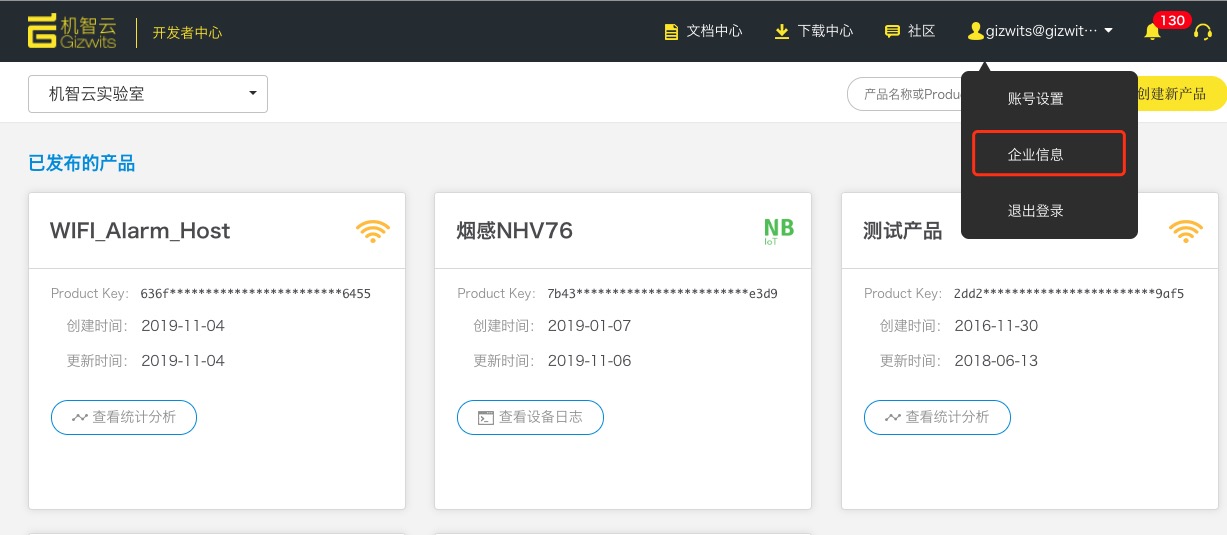 机智云
Gizwits
开发者中心
文档中心
下载中心
社区
gizwits@gizwit···
130
机智云实验室
产品名称或Produ
创建新产品
账号设置
企业信息
退出登录
已发布的产品
WIFI_Alarm_Host
Product Key: 636f************************6455
创建时间: 2019-11-04
更新时间: 2019-11-04
查看统计分析
烟感NHV76
NB
IoT
Product Key: 7b43************************e3d9
创建时间: 2019-01-07
更新时间: 2019-11-06
查看设备日志
测试产品
Product Key: 2dd2************************9af5
创建时间: 2016-11-30
更新时间: 2018-06-13
查看统计分析